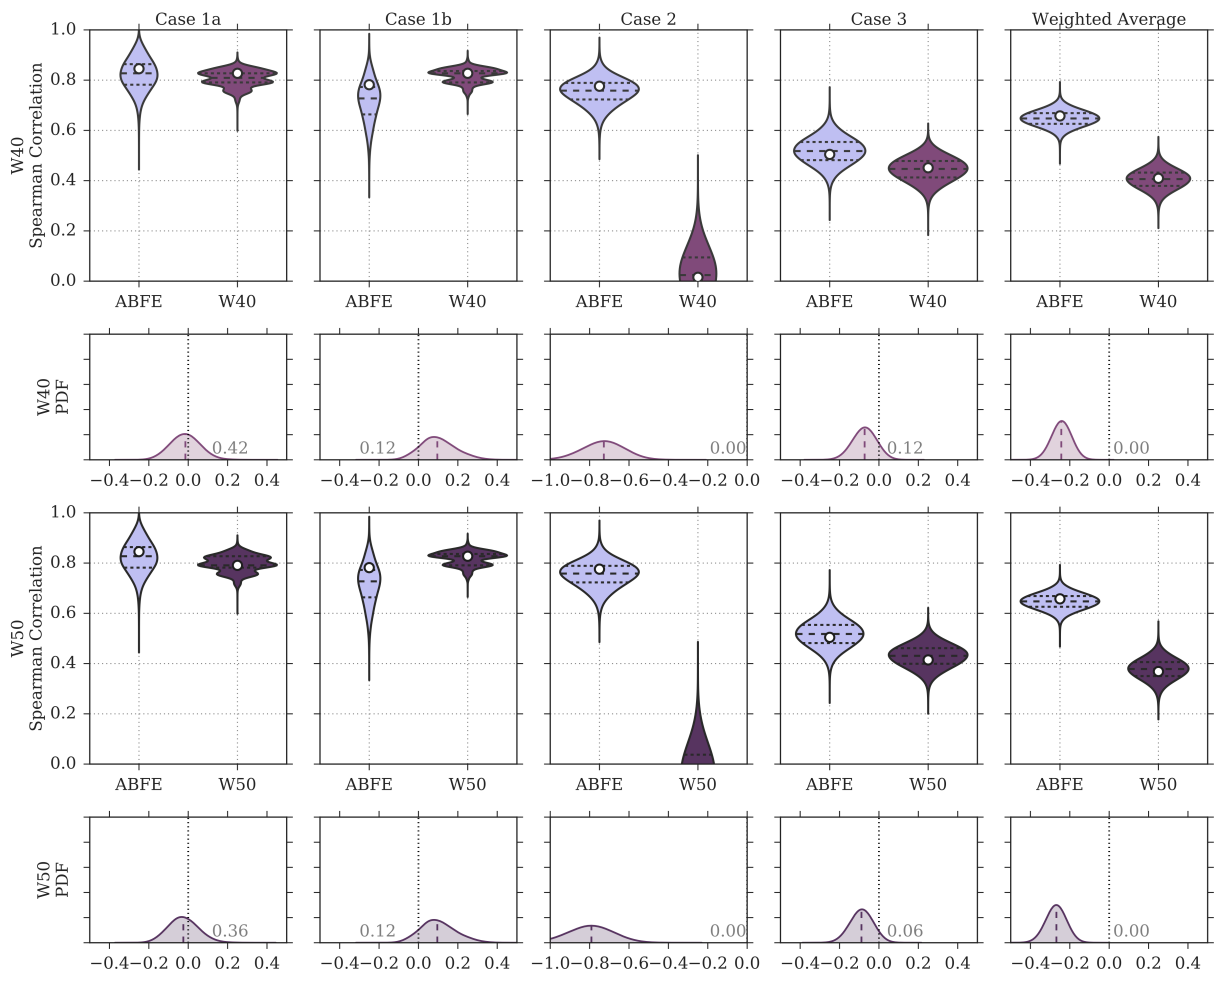 Case 1a Case 1b Case 2 Case 3 Weighted Average
W40
Spearman Correlation
1.0
0.8
0.6
0.4
0.2
0.0
ABFE W40 ABFE W40 ABFE W40 ABFE W40 ABFE W40
W40
PDF
0.42 0.12 0.00 0.12 0.00
−0.4 −0.2 0.0 0.2 0.4 −0.4 −0.2 0.0 0.2 0.4 −1.0 −0.8 −0.6 −0.4 −0.2 0.0 −0.4 −0.2 0.0 0.2 0.4 −0.4 −0.2 0.0 0.2 0.4
W50
Spearman Correlation
1.0
0.8
0.6
0.4
0.2
0.0
ABFE W50 ABFE W50 ABFE W50 ABFE W50 ABFE W50
W50
PDF
0.36 0.12 0.00 0.06 0.00
−0.4 −0.2 0.0 0.2 0.4 −0.4 −0.2 0.0 0.2 0.4 −1.0 −0.8 −0.6 −0.4 −0.2 0.0 −0.4 −0.2 0.0 0.2 0.4 −0.4 −0.2 0.0 0.2 0.4